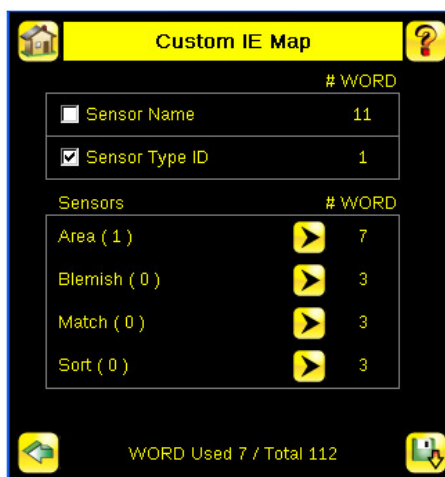 Custom IE Map
# WORD
Sensor Name 11
Sensor Type ID 1
Sensors # WORD
Area ( 1 ) 7
Blemish ( 0 ) 3
Match ( 0 ) 3
Sort ( 0 ) 3
WORD Used 7 / Total 112